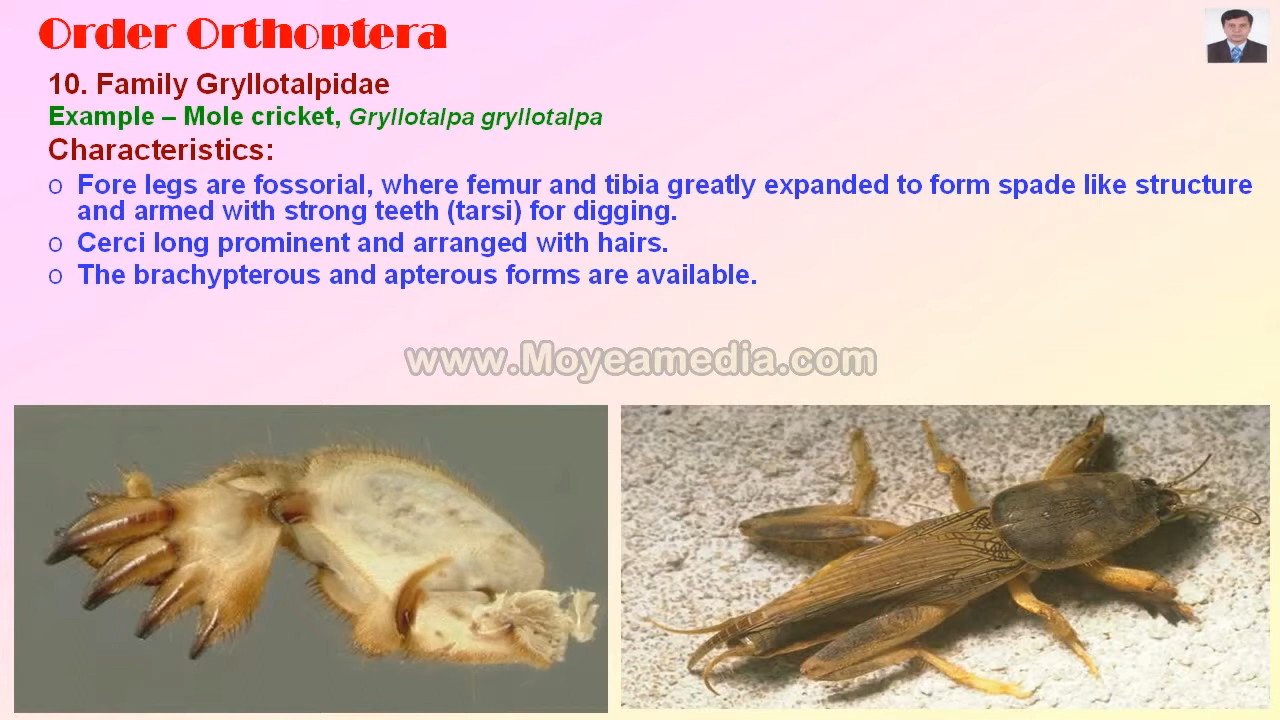 Order Orthoptera
10. Family Gryllotalpidae
Example – Mole cricket, Gryllotalpa gryllotalpa
Characteristics:
o Fore legs are fossorial, where femur and tibia greatly expanded to form spade like structure
and armed with strong teeth (tarsi) for digging.
o Cerci long prominent and arranged with hairs.
o The brachypterous and apterous forms are available.
www.Moyeamedia.com